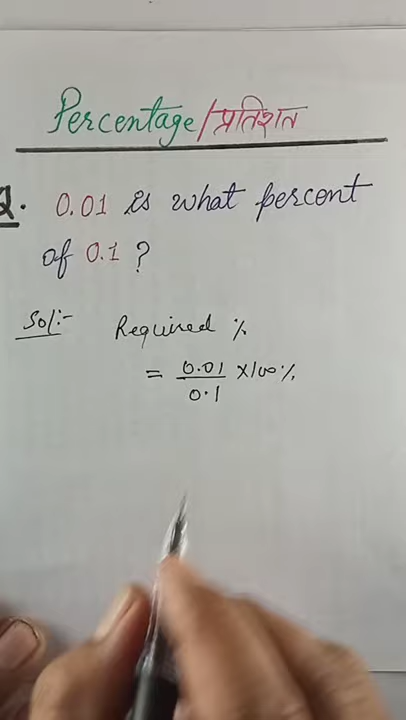 Percentage/प्रतिशत
Q. 0.01 is what percent
of 0.1 ?
Sol:- Required %
= 0.01/0.1 ×100%